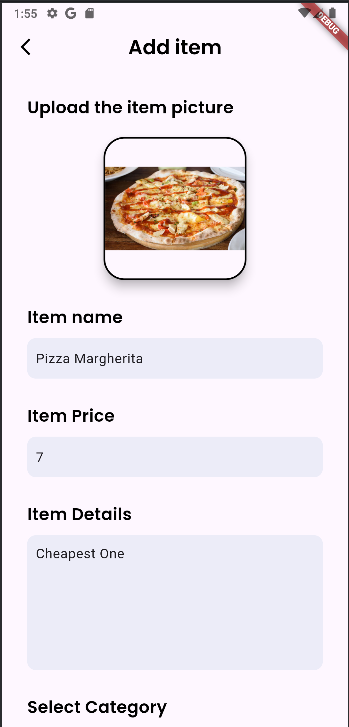 1:55
DEBUG
Add item
Upload the item picture
Item name
Pizza Margherita
Item Price
7
Item Details
Cheapest One
Select Category